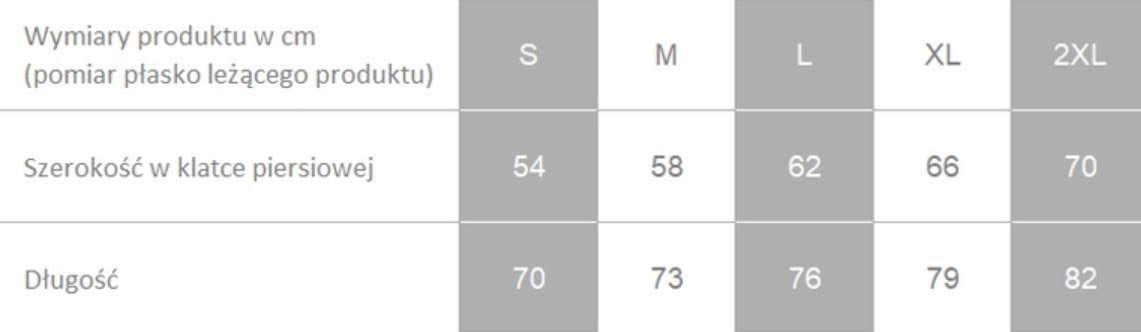 Wymiary produktu w cm
(pomiar płasko leżącego produktu) S M L XL 2XL
Szerokość w klatce piersiowej 54 58 62 66 70
Długość 70 73 76 79 82